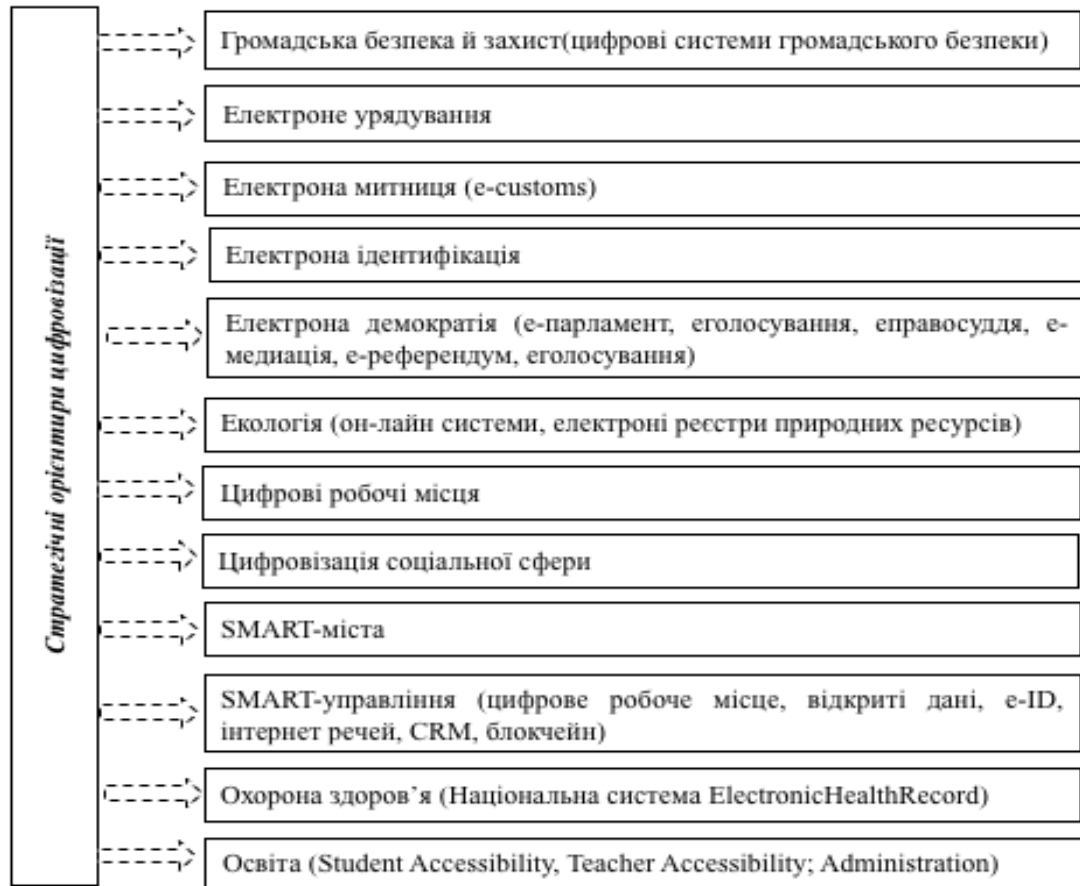 Стратегічні орієнтири цифровізації
Громадська безпека й захист(цифрові системи громадського безпеки)
Електроне урядування
Електрона митниця (e-customs)
Електрона ідентифікація
Електрона демократія (е-парламент, еголосування, еправосуддя, е-
медиація, е-референдум, еголосування)
Екологія (он-лайн системи, електроні реєстри природних ресурсів)
Цифрові робочі місця
Цифровізація соціальної сфери
SMART-міста
SMART-управління (цифрове робоче місце, відкриті дані, e-ID,
інтернет речей, CRM, блокчейн)
Охорона здоров’я (Національна система ElectronicHealthRecord)
Освіта (Student Accessibility, Teacher Accessibility; Administration)